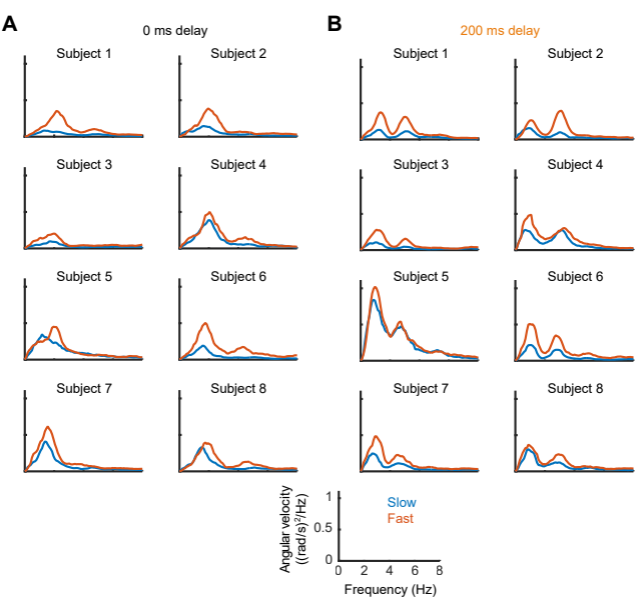 A
0 ms delay
B
200 ms delay
Subject 1
Subject 2
Subject 1
Subject 2
Subject 3
Subject 4
Subject 3
Subject 4
Subject 5
Subject 6
Subject 5
Subject 6
Subject 7
Subject 8
Subject 7
Subject 8
Angular velocity
((rad/s)²/Hz)
1
0.5
0
Slow
Fast
0 2 4 6 8
Frequency (Hz)